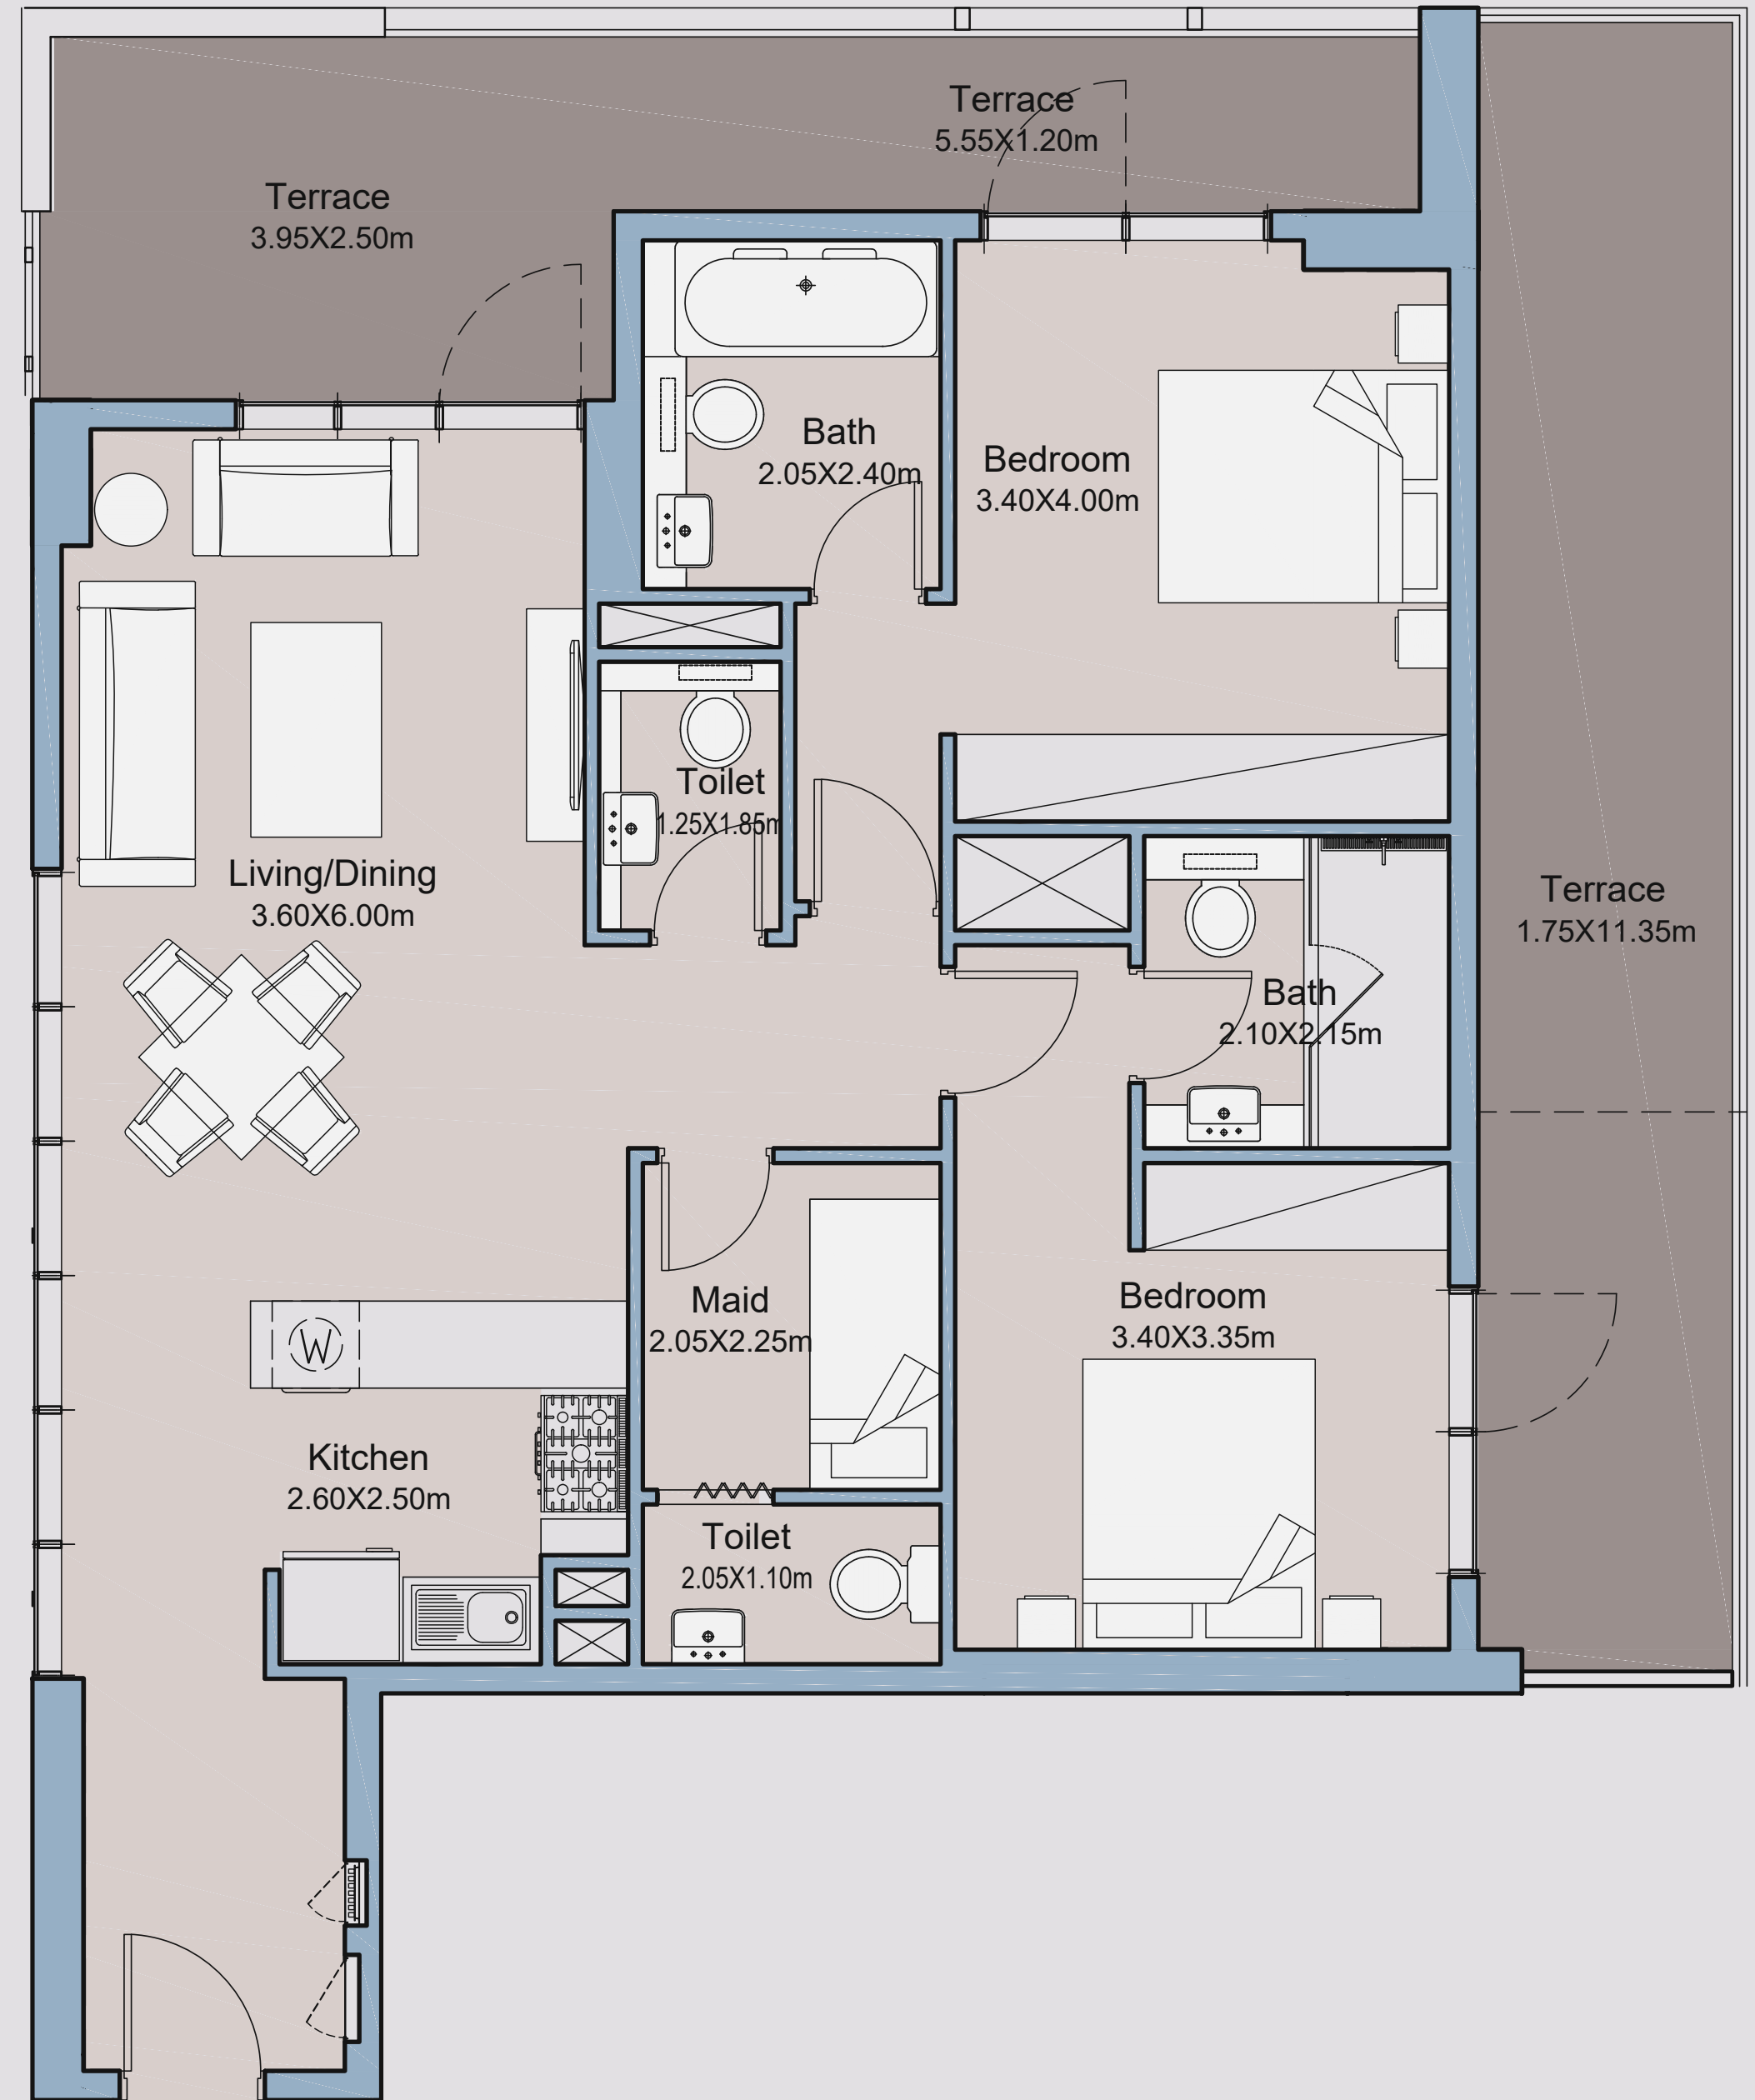 Terrace
5.55X1.20m
Terrace
3.95X2.50m
Bath
2.05X2.40m
Bedroom
3.40X4.00m
Toilet
1.25X1.85m
Living/Dining
3.60X6.00m
Terrace
1.75X11.35m
Bath
2.10X2.15m
Maid
2.05X2.25m
Bedroom
3.40X3.35m
W
Kitchen
2.60X2.50m
Toilet
2.05X1.10m